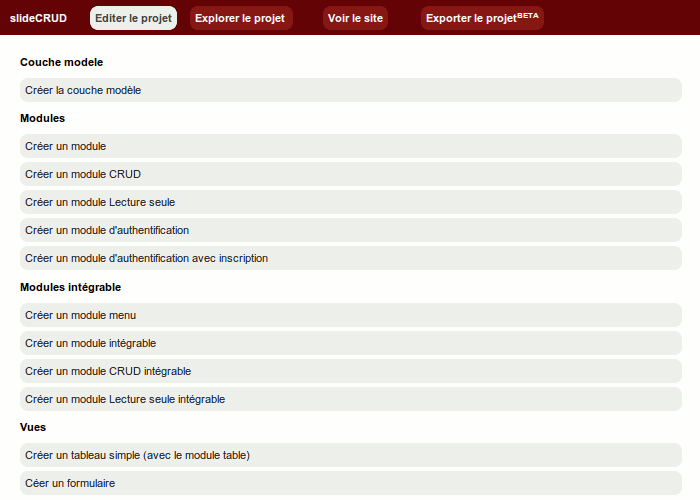 slideCRUD Editer le projet Explorer le projet Voir le site Exporter le projetBETA
Couche modele
Créer la couche modèle
Modules
Créer un module
Créer un module CRUD
Créer un module Lecture seule
Créer un module d'authentification
Créer un module d'authentification avec inscription
Modules intégrable
Créer un module menu
Créer un module intégrable
Créer un module CRUD intégrable
Créer un module Lecture seule intégrable
Vues
Créer un tableau simple (avec le module table)
Céer un formulaire